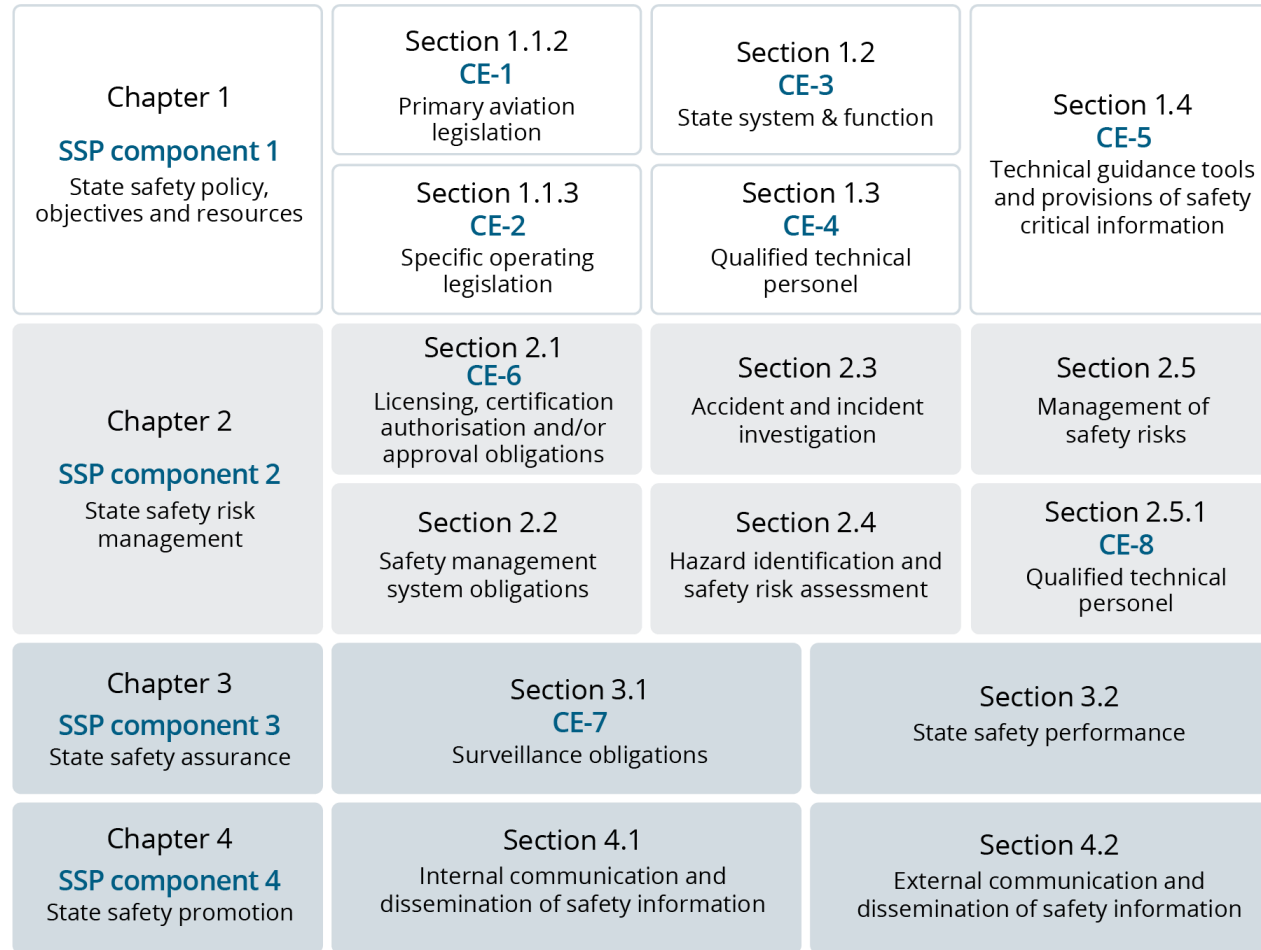 Chapter 1
SSP component 1
State safety policy,
objectives and resources
Section 1.1.2
CE-1
Primary aviation
legislation
Section 1.2
CE-3
State system & function
Section 1.4
CE-5
Technical guidance tools
and provisions of safety
critical information
Section 1.1.3
CE-2
Specific operating
legislation
Section 1.3
CE-4
Qualified technical
personel
Chapter 2
SSP component 2
State safety risk
management
Section 2.1
CE-6
Licensing, certification
authorisation and/or
approval obligations
Section 2.3
Accident and incident
investigation
Section 2.5
Management of
safety risks
Section 2.2
Safety management
system obligations
Section 2.4
Hazard identification and
safety risk assessment
Section 2.5.1
CE-8
Qualified technical
personel
Chapter 3
SSP component 3
State safety assurance
Section 3.1
CE-7
Surveillance obligations
Section 3.2
State safety performance
Chapter 4
SSP component 4
State safety promotion
Section 4.1
Internal communication and
dissemination of safety information
Section 4.2
External communication and
dissemination of safety information